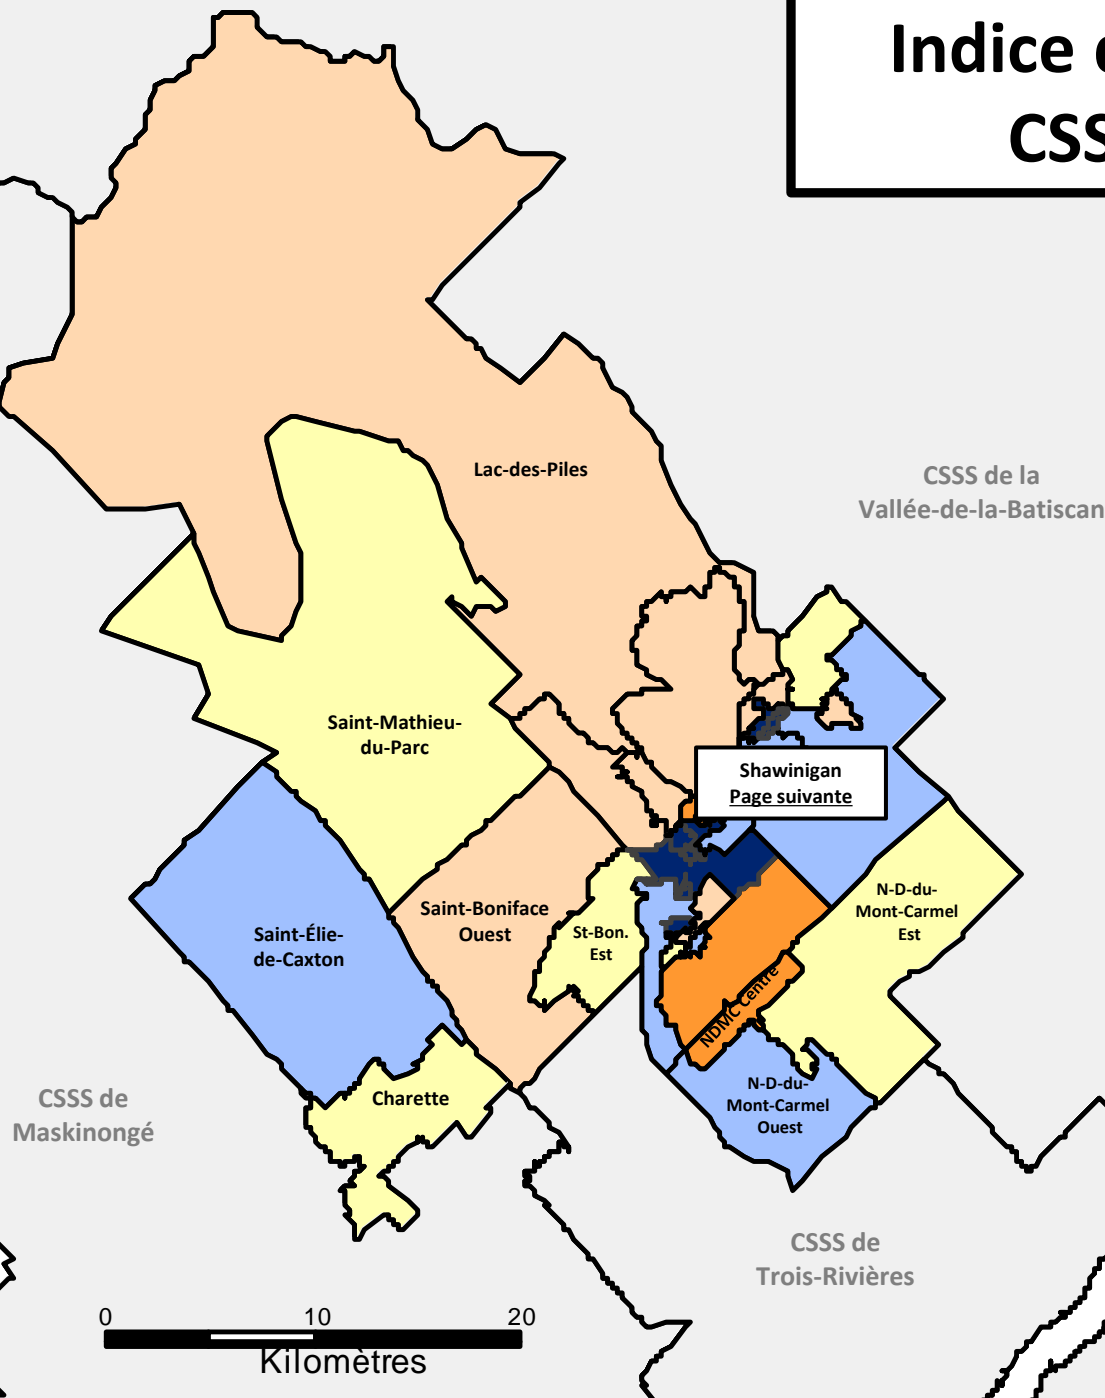 Indice
CSS
Lac-des-Piles
CSSS de la
Vallée-de-la-Batiscan
Saint-Mathieu-
du-Parc
Shawinigan
Page suivante
N-D-du-
Mont-Carmel
Est
Saint-Boniface
Ouest
St-Bon.
Est
Saint-Élie-
de-Caxton
NDMC Centre
N-D-du-
Mont-Carmel
Ouest
Charette
CSSS de
Maskinongé
CSSS de
Trois-Rivières
0 10 20
Kilomètres